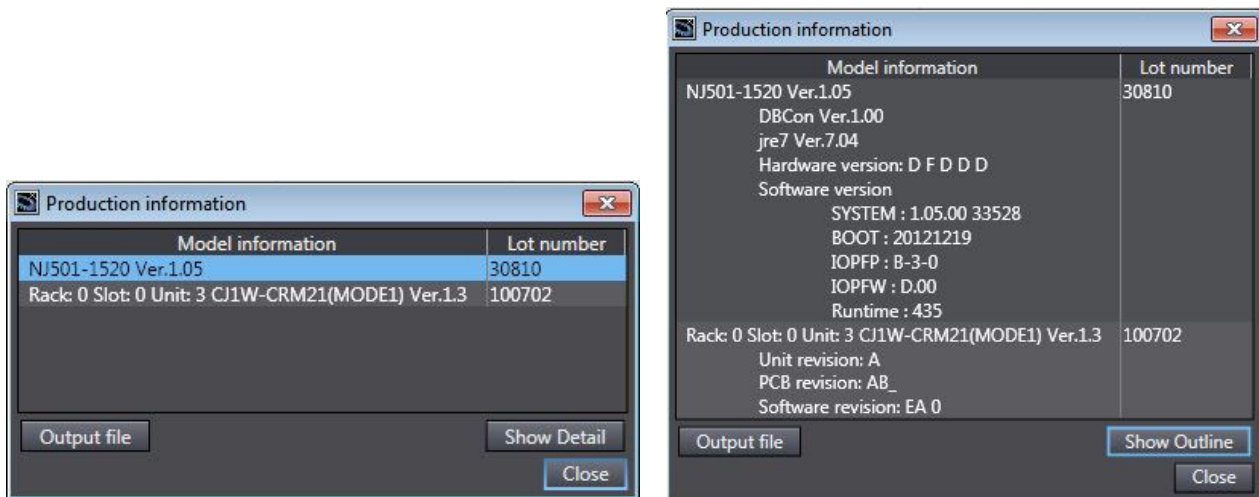 Production information
Model information Lot number
NJ501-1520 Ver.1.05 30810
Rack: 0 Slot: 0 Unit: 3 CJ1W-CRM21(MODE1) Ver.1.3 100702
Output file Show Detail
Close
Production information
Model information Lot number
NJ501-1520 Ver.1.05 30810
DBCon Ver.1.00
jre7 Ver.7.04
Hardware version: D F D D D
Software version
SYSTEM : 1.05.00 33528
BOOT : 20121219
IOPFP : B-3-0
IOPFW : D.00
Runtime : 435
Rack: 0 Slot: 0 Unit: 3 CJ1W-CRM21(MODE1) Ver.1.3 100702
Unit revision: A
PCB revision: AB_
Software revision: EA 0
Output file Show Outline
Close